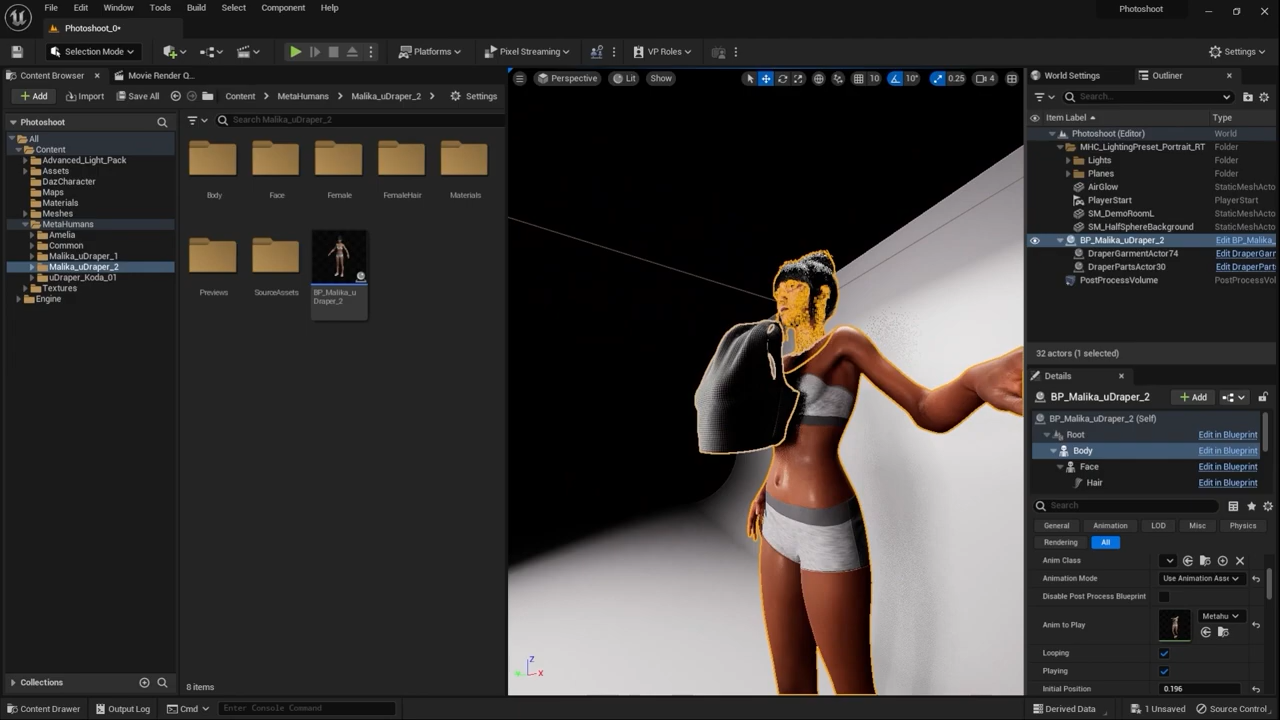 File Edit Window Tools Build Select Component Help
Photoshoot
Photoshoot_0•
Selection Mode
Platforms
Pixel Streaming
VP Roles
Settings
Content Browser
Movie Render Q...
Add
Import
Save All
Content
MetaHumans
Malika_uDraper_2
Settings
Photoshoot
All
Content
Advanced_Light_Pack
Assets
DazCharacter
Maps
Materials
Meshes
MetaHumans
Amelia
Common
Malika_uDraper_1
Malika_uDraper_2
uDraper_Koda_01
Textures
Engine
Collections
Search Malika_uDraper_2
Body Face Female FemaleHair Materials
Previews SourceAssets BP_Malika_u
Draper_2
8 items
Perspective Lit Show
10 10° 0.25 4
Z
X
World Settings
Outliner
Search...
Item Label Type
Photoshoot (Editor) World
MHC_LightingPreset_Portrait_RT Folder
Lights Folder
Planes Folder
AirGlow StaticMeshActo
PlayerStart PlayerStart
SM_DemoRoomL StaticMeshActo
SM_HalfSphereBackground StaticMeshActo
BP_Malika_uDraper_2 Edit BP_Malika_
DraperGarmentActor74 Edit DraperGarr
DraperPartsActor30 Edit DraperPart
PostProcessVolume PostProcessVol
32 actors (1 selected)
Details
BP_Malika_uDraper_2
Add
BP_Malika_uDraper_2 (Self)
Root Edit in Blueprint
Body Edit in Blueprint
Face Edit in Blueprint
Hair Edit in Blueprint
Search
General Animation LOD Misc Physics
Rendering All
Anim Class
Animation Mode Use Animation Asse
Disable Post Process Blueprint
Anim to Play Metahu
Looping
Playing
Initial Position 0.196
Content Drawer
Output Log
Cmd
Enter Console Command
Derived Data
1 Unsaved
Source Control